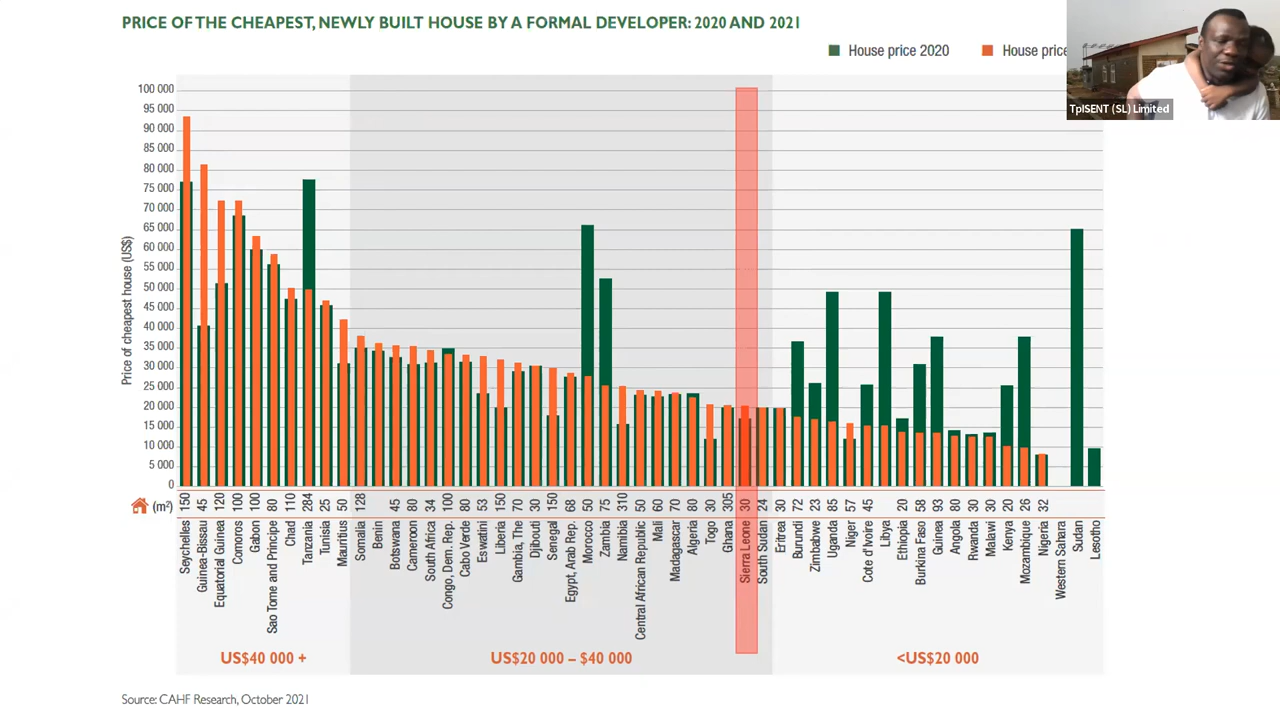 PRICE OF THE CHEAPEST, NEWLY BUILT HOUSE BY A FORMAL DEVELOPER: 2020 AND 2021
House price 2020
House price
TpISENT (SL) Limited
Price of cheapest house (US$)
100 000
95 000
90 000
85 000
80 000
75 000
70 000
65 000
60 000
55 000
50 000
45 000
40 000
35 000
30 000
25 000
20 000
15 000
10 000
5 000
0
(m²)
150
45
120
100
100
80
110
284
25
50
128
45
80
34
100
80
53
150
70
30
150
68
50
75
310
50
60
70
80
30
305
30
24
30
72
23
85
57
45
20
58
93
80
30
30
20
26
32
45
Seychelles
Guinea-Bissau
Equatorial Guinea
Comoros
Gabon
Sao Tome and Principe
Chad
Tanzania
Tunisia
Mauritius
Somalia
Benin
Botswana
Cameroon
South Africa
Congo, Dem. Rep.
Cabo Verde
Eswatini
Liberia
Gambia, The
Djibouti
Senegal
Egypt, Arab Rep.
Morocco
Zambia
Namibia
Central African Republic
Mali
Madagascar
Algeria
Togo
Ghana
Sierra Leone
South Sudan
Eritrea
Burundi
Zimbabwe
Uganda
Niger
Cote d'Ivoire
Libya
Ethiopia
Burkina Faso
Guinea
Angola
Rwanda
Malawi
Kenya
Mozambique
Nigeria
Western Sahara
Sudan
Lesotho
US$40 000 +
US$20 000 – $40 000
<US$20 000
Source: CAHF Research, October 2021